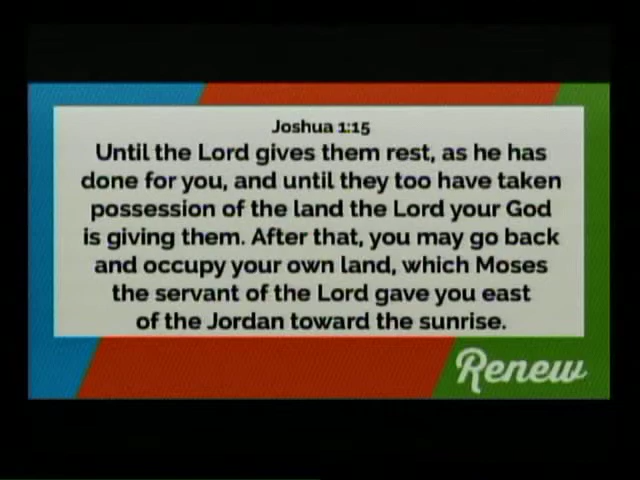 Joshua 1:15
Until the Lord gives them rest, as he has
done for you, and until they too have taken
possession of the land the Lord your God
is giving them. After that, you may go back
and occupy your own land, which Moses
the servant of the Lord gave you east
of the Jordan toward the sunrise.
Renew